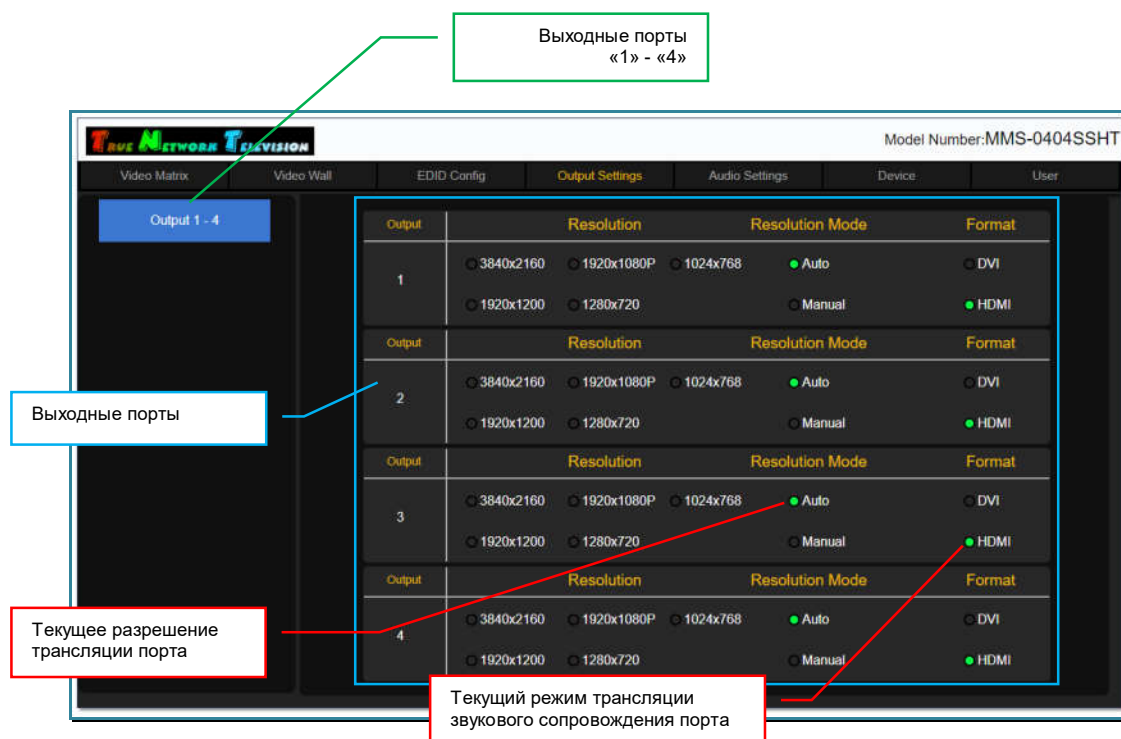 Выходные порты
«1» - «4»
True Network Television
Model Number:MMS-0404SSHT
Video Matrix Video Wall EDID Config Output Settings Audio Settings Device User
Output 1 - 4
Output Resolution Resolution Mode Format
3840x2160 1920x1080P 1024x768 Auto DVI
1
1920x1200 1280x720 Manual HDMI
Output Resolution Resolution Mode Format
3840x2160 1920x1080P 1024x768 Auto DVI
2
1920x1200 1280x720 Manual HDMI
Выходные порты
Output Resolution Resolution Mode Format
3840x2160 1920x1080P 1024x768 Auto DVI
3
1920x1200 1280x720 Manual HDMI
Output Resolution Resolution Mode Format
3840x2160 1920x1080P 1024x768 Auto DVI
4
1920x1200 1280x720 Manual HDMI
Текущее разрешение
трансляции порта
Текущий режим трансляции
звукового сопровождения порта